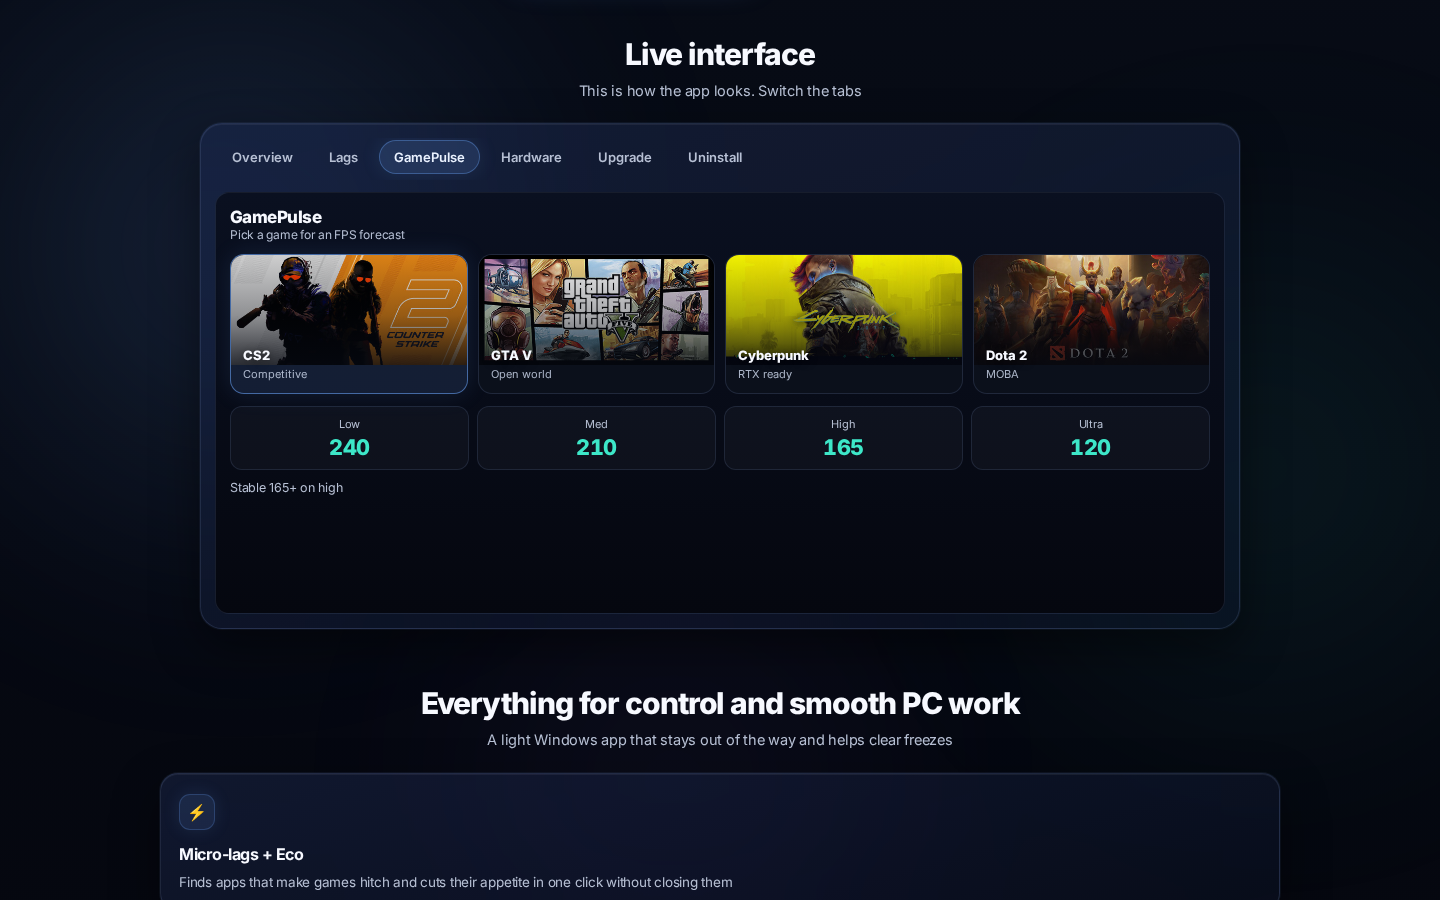 Live interface
This is how the app looks. Switch the tabs
Overview Lags GamePulse Hardware Upgrade Uninstall
GamePulse
Pick a game for an FPS forecast
2
COUNTER
STRIKE
CS2
Competitive
grand
theft
auto
V
FIVE
GTA V
Open world
Cyberpunk
Cyberpunk
RTX ready
DOTA 2
Dota 2
MOBA
Low
240
Med
210
High
165
Ultra
120
Stable 165+ on high
Everything for control and smooth PC work
A light Windows app that stays out of the way and helps clear freezes
Micro-lags + Eco
Finds apps that make games hitch and cuts their appetite in one click without closing them